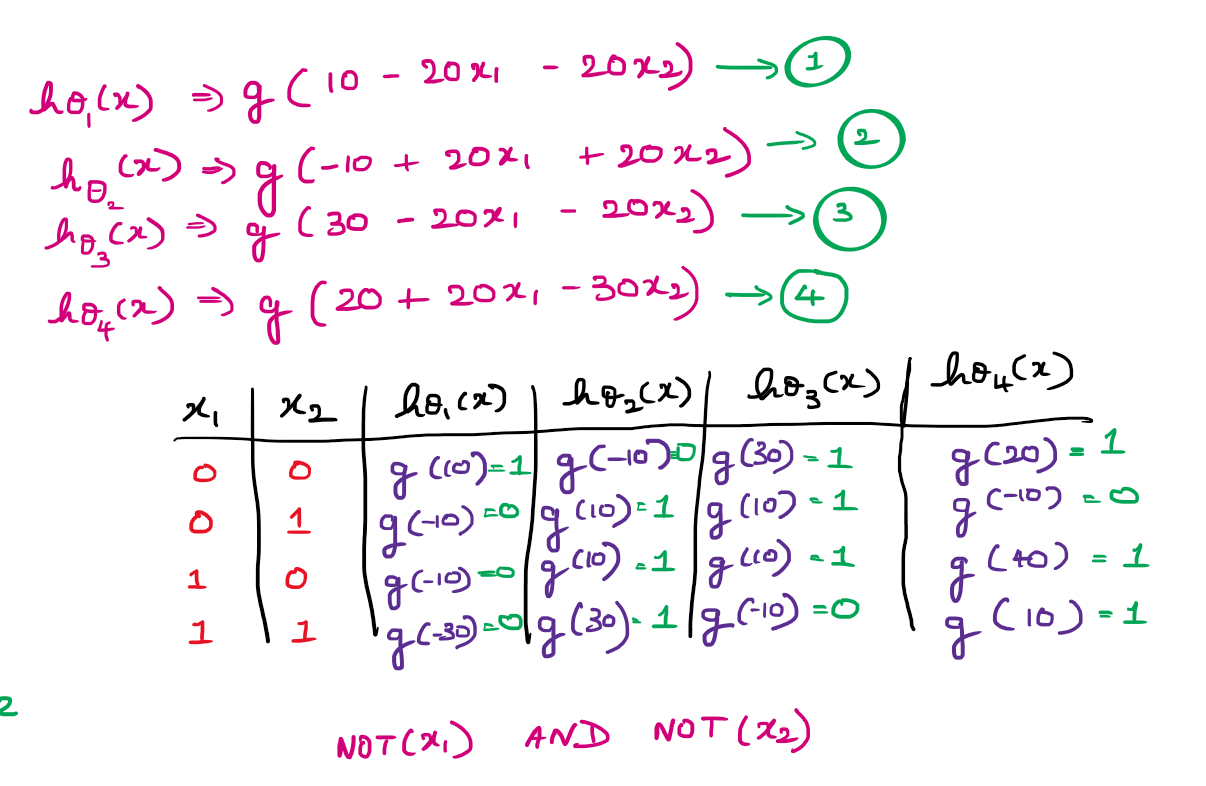 hθ₁(x) ⇒ g(10 - 20x₁ - 20x₂) → 1
hθ₂(x) ⇒ g(-10 + 20x₁ + 20x₂) → 2
hθ₃(x) ⇒ g(30 - 20x₁ - 20x₂) → 3
hθ₄(x) ⇒ g(20 + 20x₁ - 30x₂) → 4
x₁ | x₂ | hθ₁(x) | hθ₂(x) | hθ₃(x) | hθ₄(x)
0 | 0 | g(10)=1 | g(-10)=0 | g(30)=1 | g(20)=1
0 | 1 | g(-10)=0 | g(10)=1 | g(10)=1 | g(-10)=0
1 | 0 | g(-10)=0 | g(10)=1 | g(10)=1 | g(40)=1
1 | 1 | g(-30)=0 | g(30)=1 | g(-10)=0 | g(10)=1
2
NOT(x₁) AND NOT(x₂)